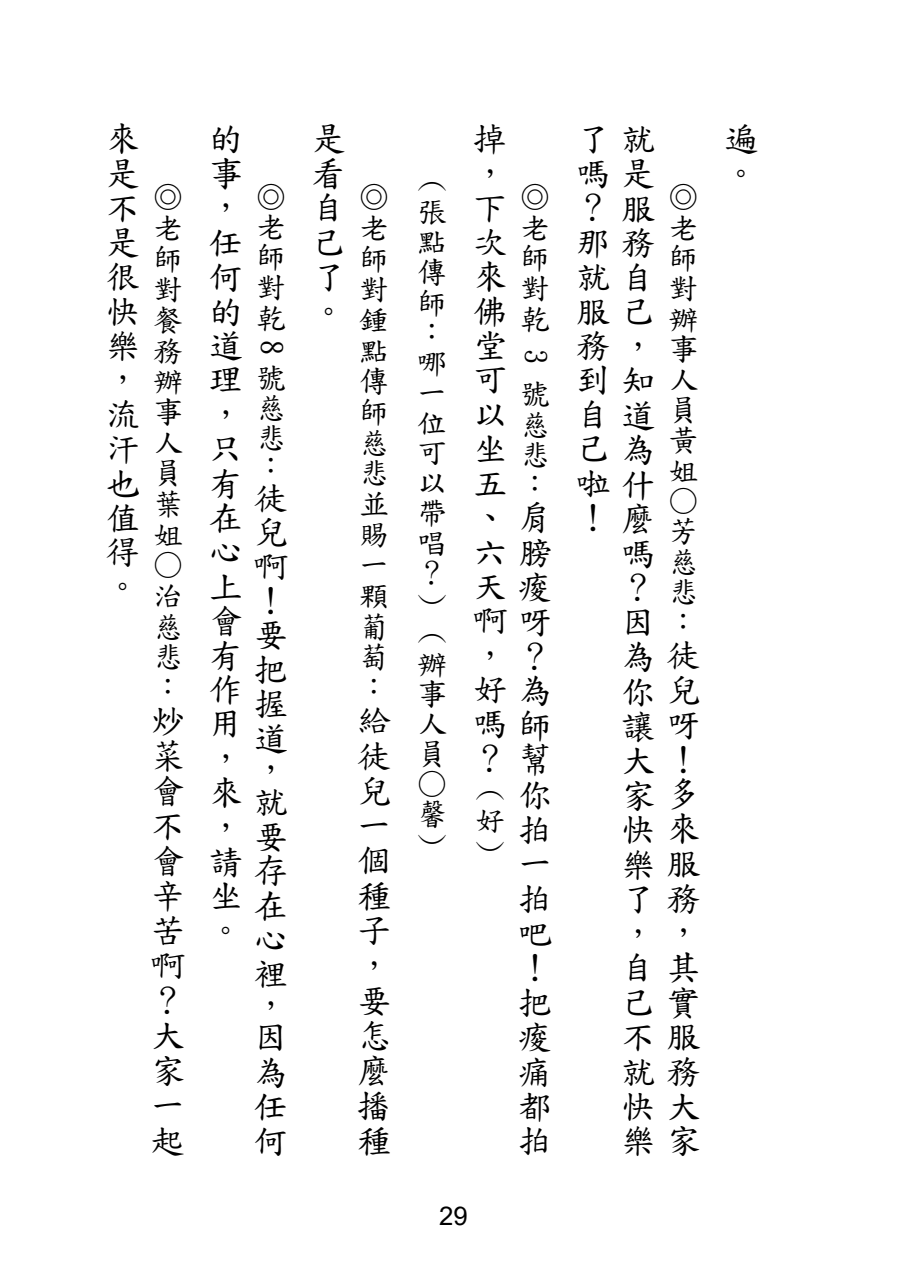 遍。
◎老師對辦事人員黃姐◯芳慈悲：徒兒呀！多來服務，其實服務大家
就是服務自己，知道為什麼嗎？因為你讓大家快樂了，自己不就快樂
了嗎？那就服務到自己啦！
◎老師對乾 3 號慈悲：肩膀痠呀？為師幫你拍一拍吧！把痠痛都拍
掉，下次來佛堂可以坐五、六天啊，好嗎？（好）
（張點傳師：哪一位可以帶唱？）（辦事人員◯馨）
◎老師對鍾點傳師慈悲並賜一顆葡萄：給徒兒一個種子，要怎麼播種
是看自己了。
◎老師對乾 8 號慈悲：徒兒啊！要把握道，就要存在心裡，因為任何
的事，任何的道理，只有在心上會有作用，來，請坐。
◎老師對餐務辦事人員葉姐◯治慈悲：炒菜會不會辛苦啊？大家一起
來是不是很快樂，流汗也值得。
29